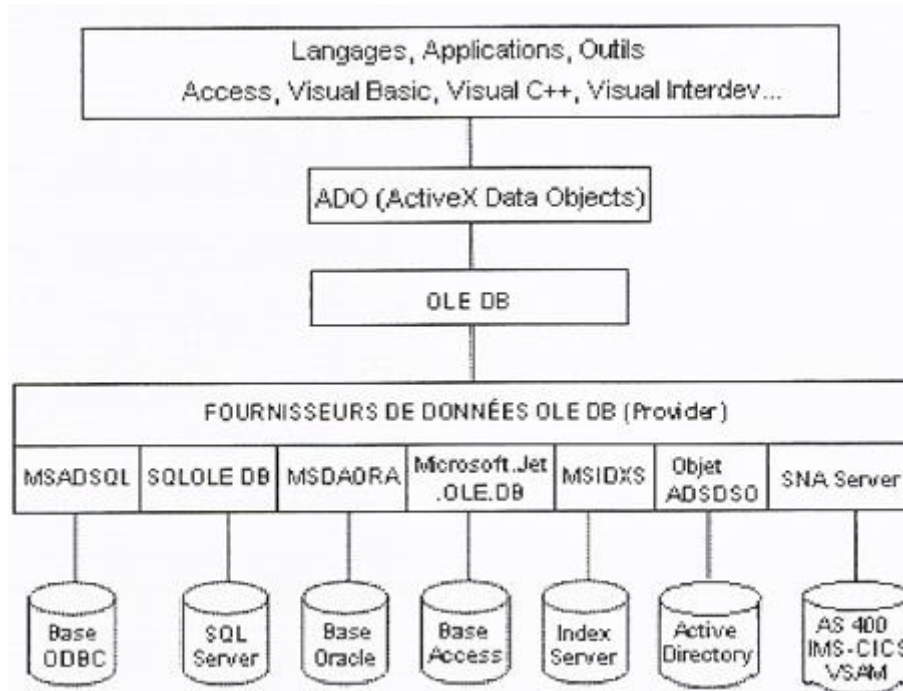 Langages, Applications, Outils
Access, Visual Basic, Visual C++, Visual Interdev...
ADO (ActiveX Data Objects)
OLE DB
FOURNISSEURS DE DONNÉES OLE DB (Provider)
MSADSQL
SQLOLE DB
MSDAORA
Microsoft.Jet
.OLE.DB
MSIDXS
Objet
ADSDSO
SNA Server
Base
ODBC
SQL
Server
Base
Oracle
Base
Access
Index
Server
Active
Directory
AS 400
IMS-CICS
VSAM